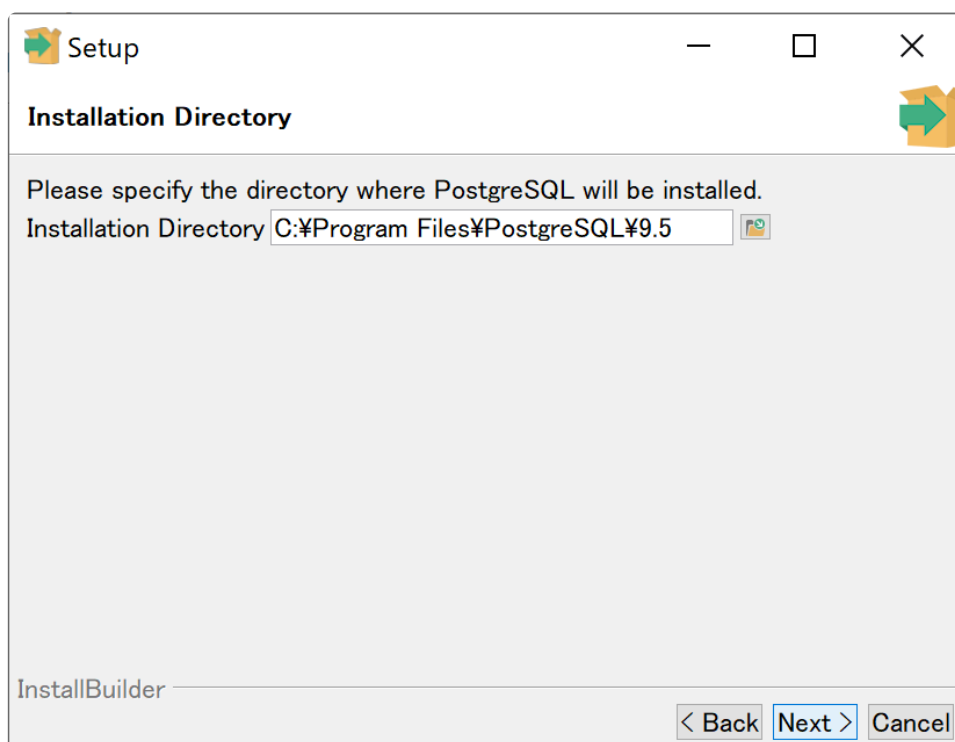 Setup
Installation Directory
Please specify the directory where PostgreSQL will be installed.
Installation Directory C:¥Program Files¥PostgreSQL¥9.5
InstallBuilder
< Back Next > Cancel